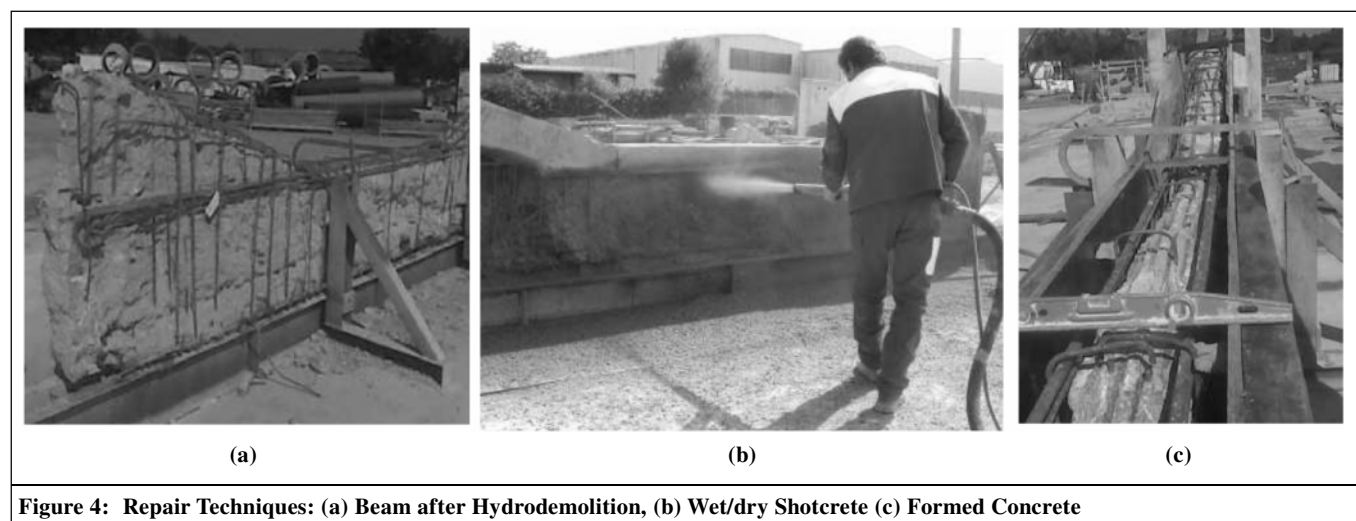 (a)
(b)
(c)
Figure 4: Repair Techniques: (a) Beam after Hydrodemolition, (b) Wet/dry Shotcrete (c) Formed Concrete